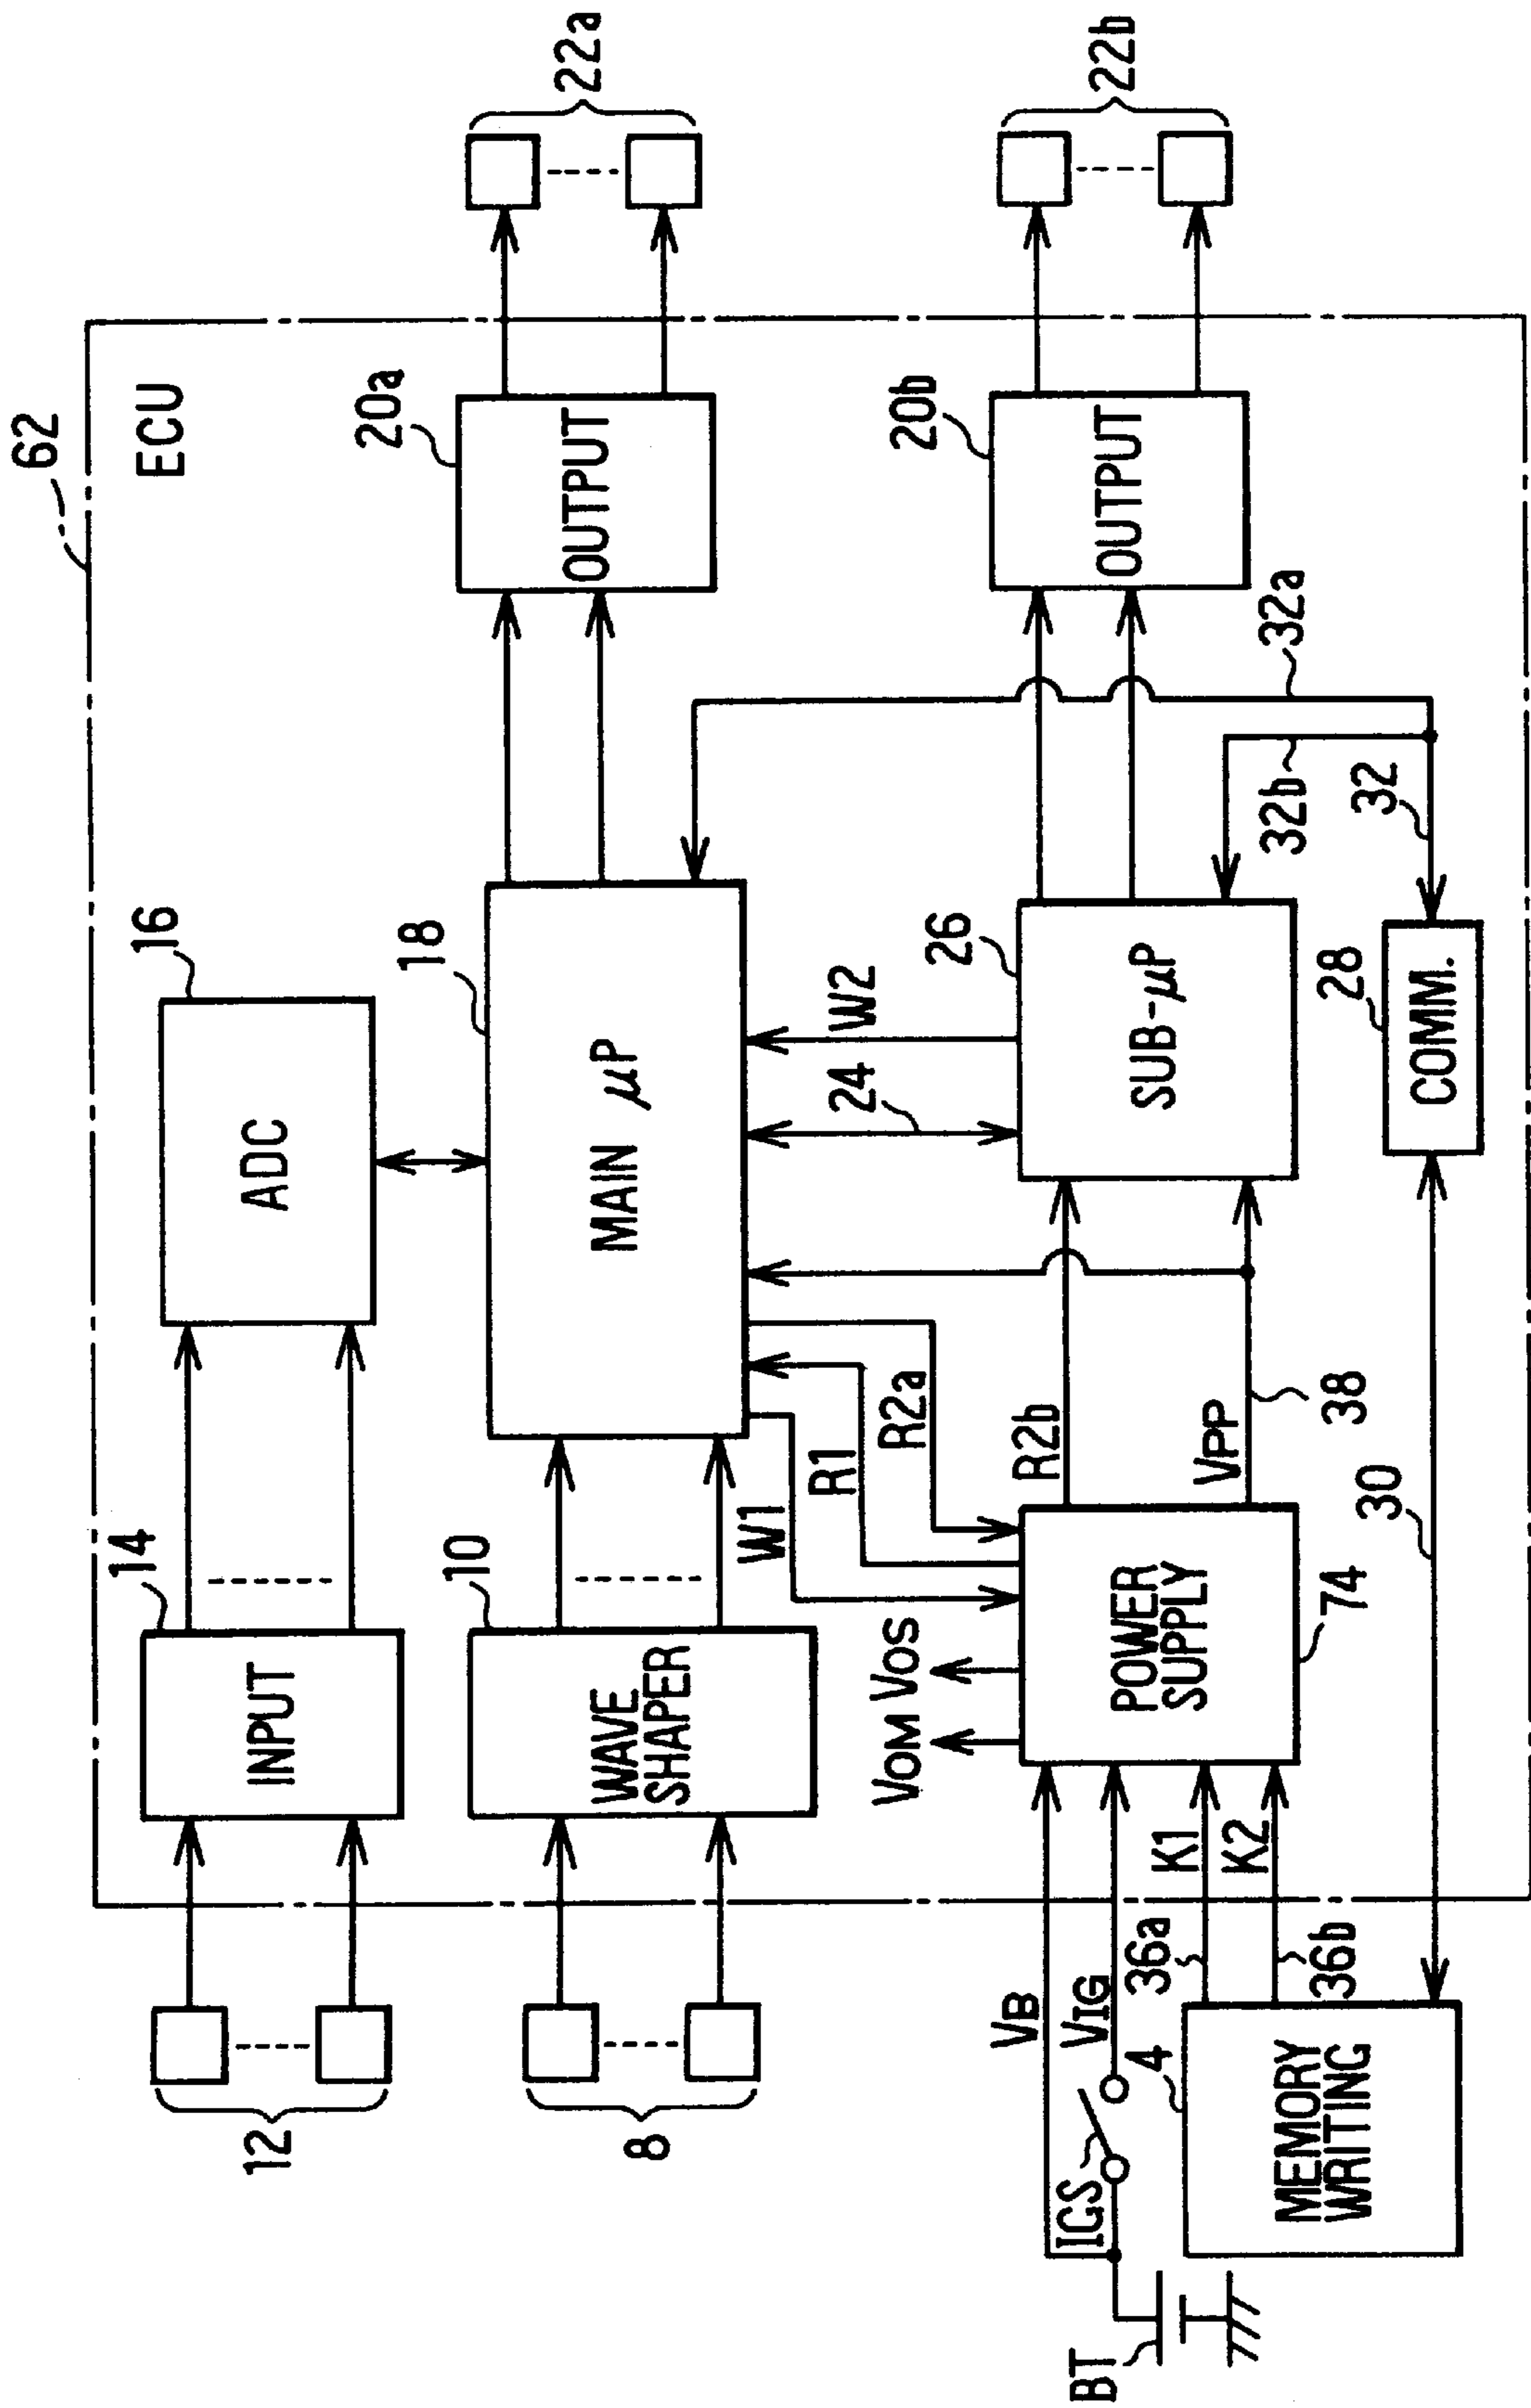 62
ECU
12
14
INPUT
16
ADC
8
10
WAVE
SHAPER
18
MAIN μP
20a
OUTPUT
22a
W1
R1
R2a
24
W2
VOM VOS
VB
IGS
VIG
BT
K1
K2
36a
36b
74
POWER
SUPPLY
R2b
VPP
38
26
SUB-μP
20b
OUTPUT
22b
32a
32b
32
4
MEMORY
WRITING
30
28
COMM.